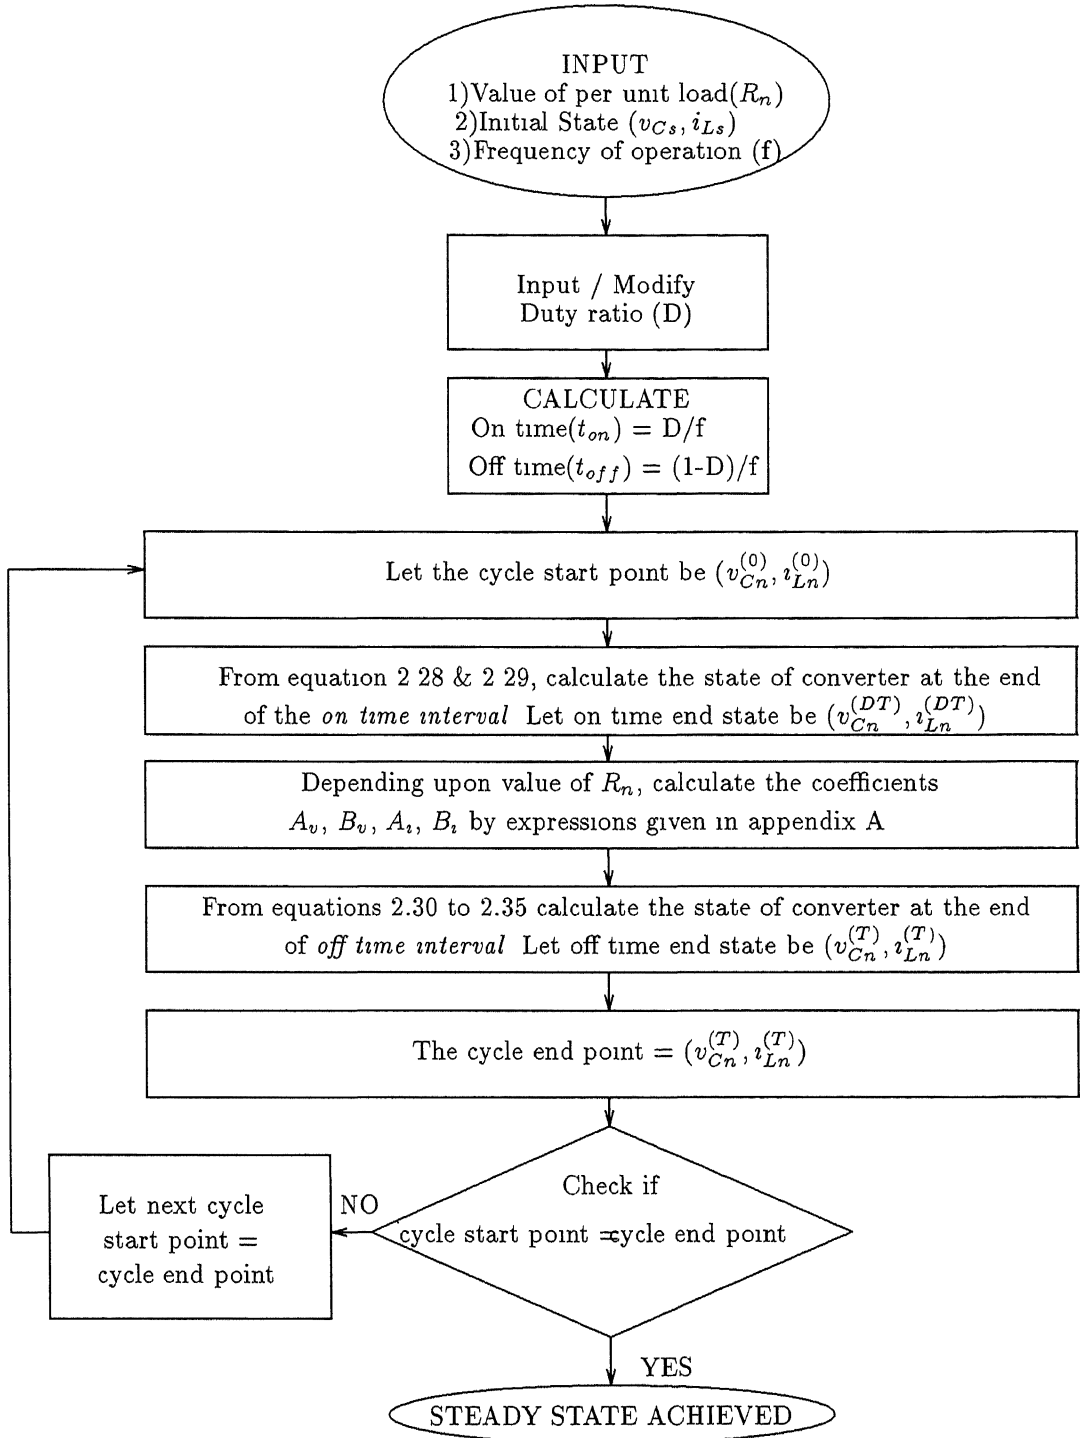 INPUT
1)Value of per unit load(Rₙ)
2)Initial State (v_{Cs}, i_{Ls})
3)Frequency of operation (f)
Input / Modify
Duty ratio (D)
CALCULATE
On time(t_{on}) = D/f
Off time(t_{off}) = (1-D)/f
Let the cycle start point be (v_{Cn}^{(0)}, i_{Ln}^{(0)})
From equation 2 28 & 2 29, calculate the state of converter at the end
of the on time interval Let on time end state be (v_{Cn}^{(DT)}, i_{Ln}^{(DT)})
Depending upon value of Rₙ, calculate the coefficients
A_v, B_v, A_i, B_i by expressions given in appendix A
From equations 2.30 to 2.35 calculate the state of converter at the end
of off time interval Let off time end state be (v_{Cn}^{(T)}, i_{Ln}^{(T)})
The cycle end point = (v_{Cn}^{(T)}, i_{Ln}^{(T)})
Check if
cycle start point =cycle end point
NO
Let next cycle
start point =
cycle end point
YES
STEADY STATE ACHIEVED